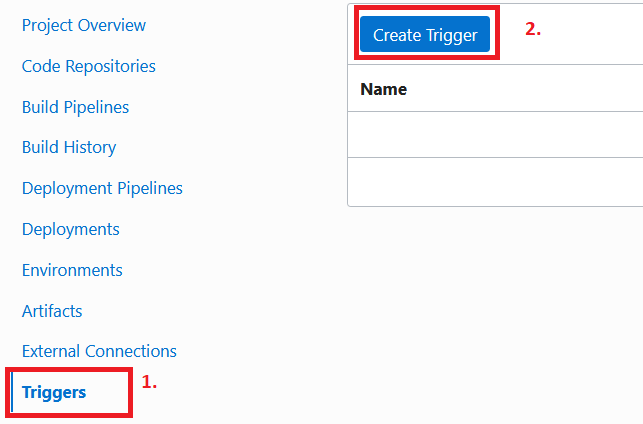 Project Overview
Code Repositories
Build Pipelines
Build History
Deployment Pipelines
Deployments
Environments
Artifacts
External Connections
Triggers
1.
Create Trigger
2.
Name